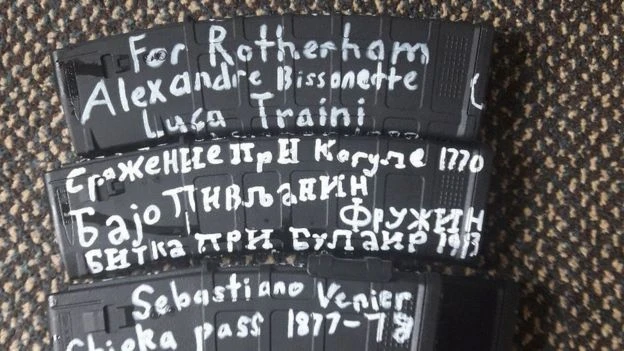 For Rotherham
Alexandre Bissonette
Luca Traini
Сражение при Кагуле 1770
Бајо Пивљанин
Фружин
Битка при Булаир 1913
Sebastiano Venier
Shipka pass 1877-78